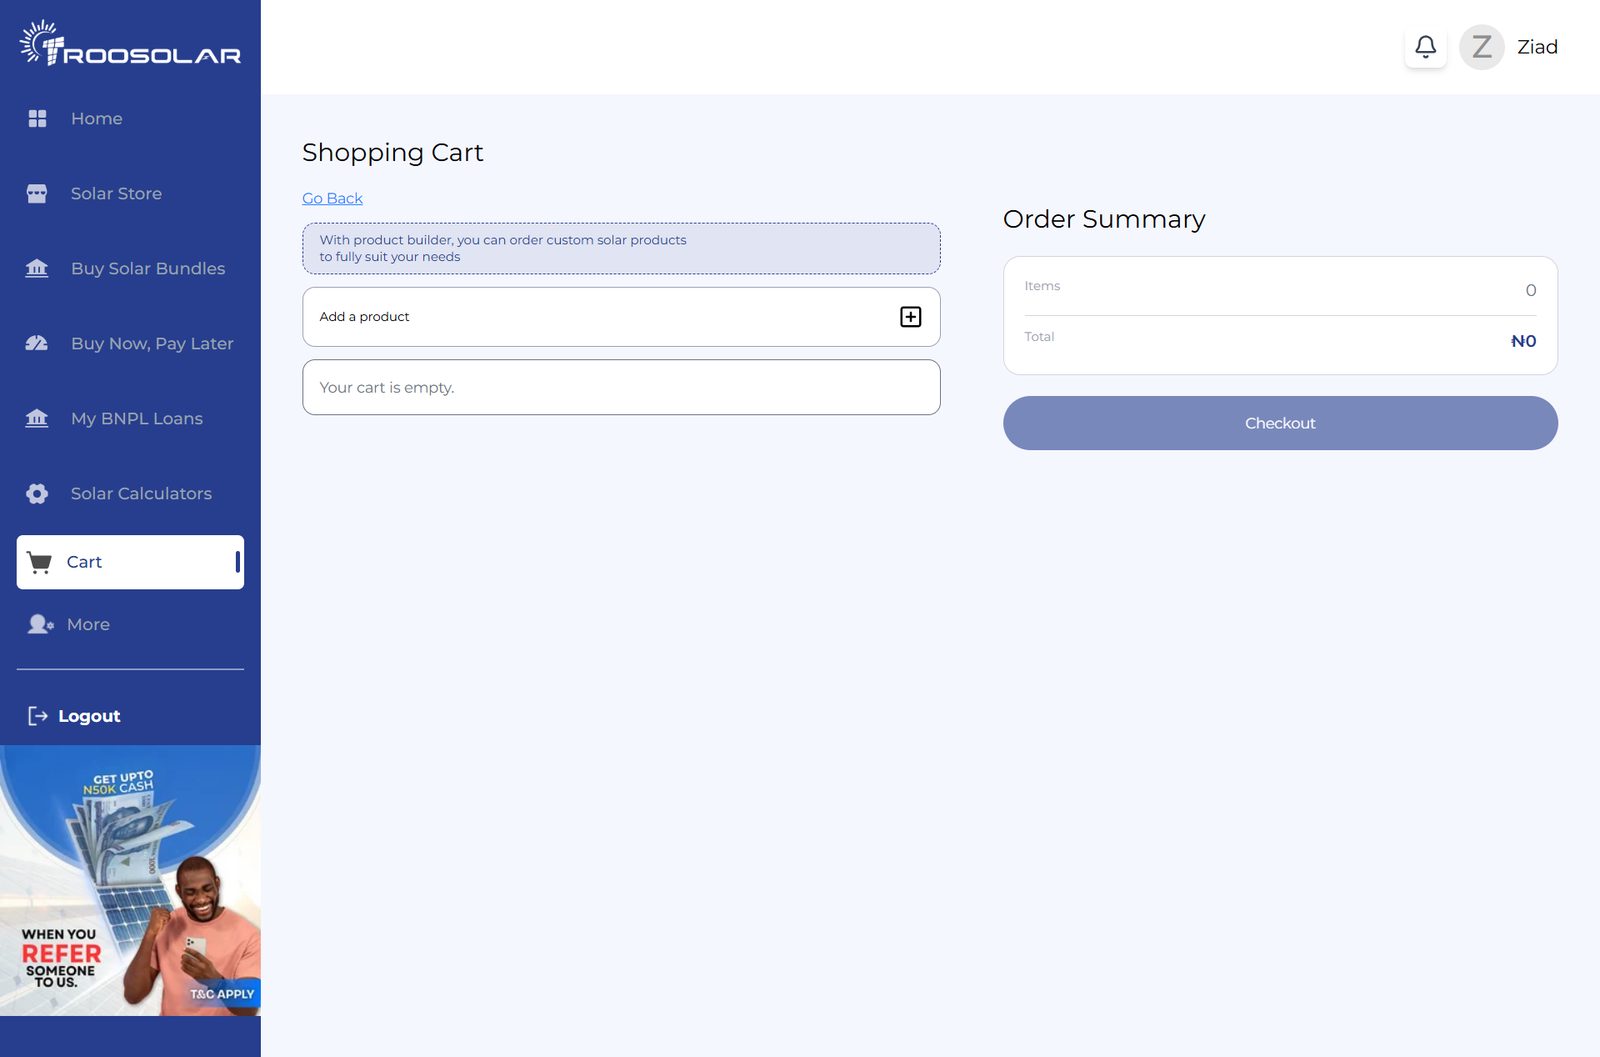 TROOSOLAR
Home
Solar Store
Buy Solar Bundles
Buy Now, Pay Later
My BNPL Loans
Solar Calculators
Cart
More
Logout
GET UPTO
N50K CASH
1000
WHEN YOU
REFER
SOMEONE
TO US.
T&C APPLY
Z
Ziad
Shopping Cart
Go Back
With product builder, you can order custom solar products
to fully suit your needs
Add a product
Your cart is empty.
Order Summary
Items
0
Total
₦0
Checkout